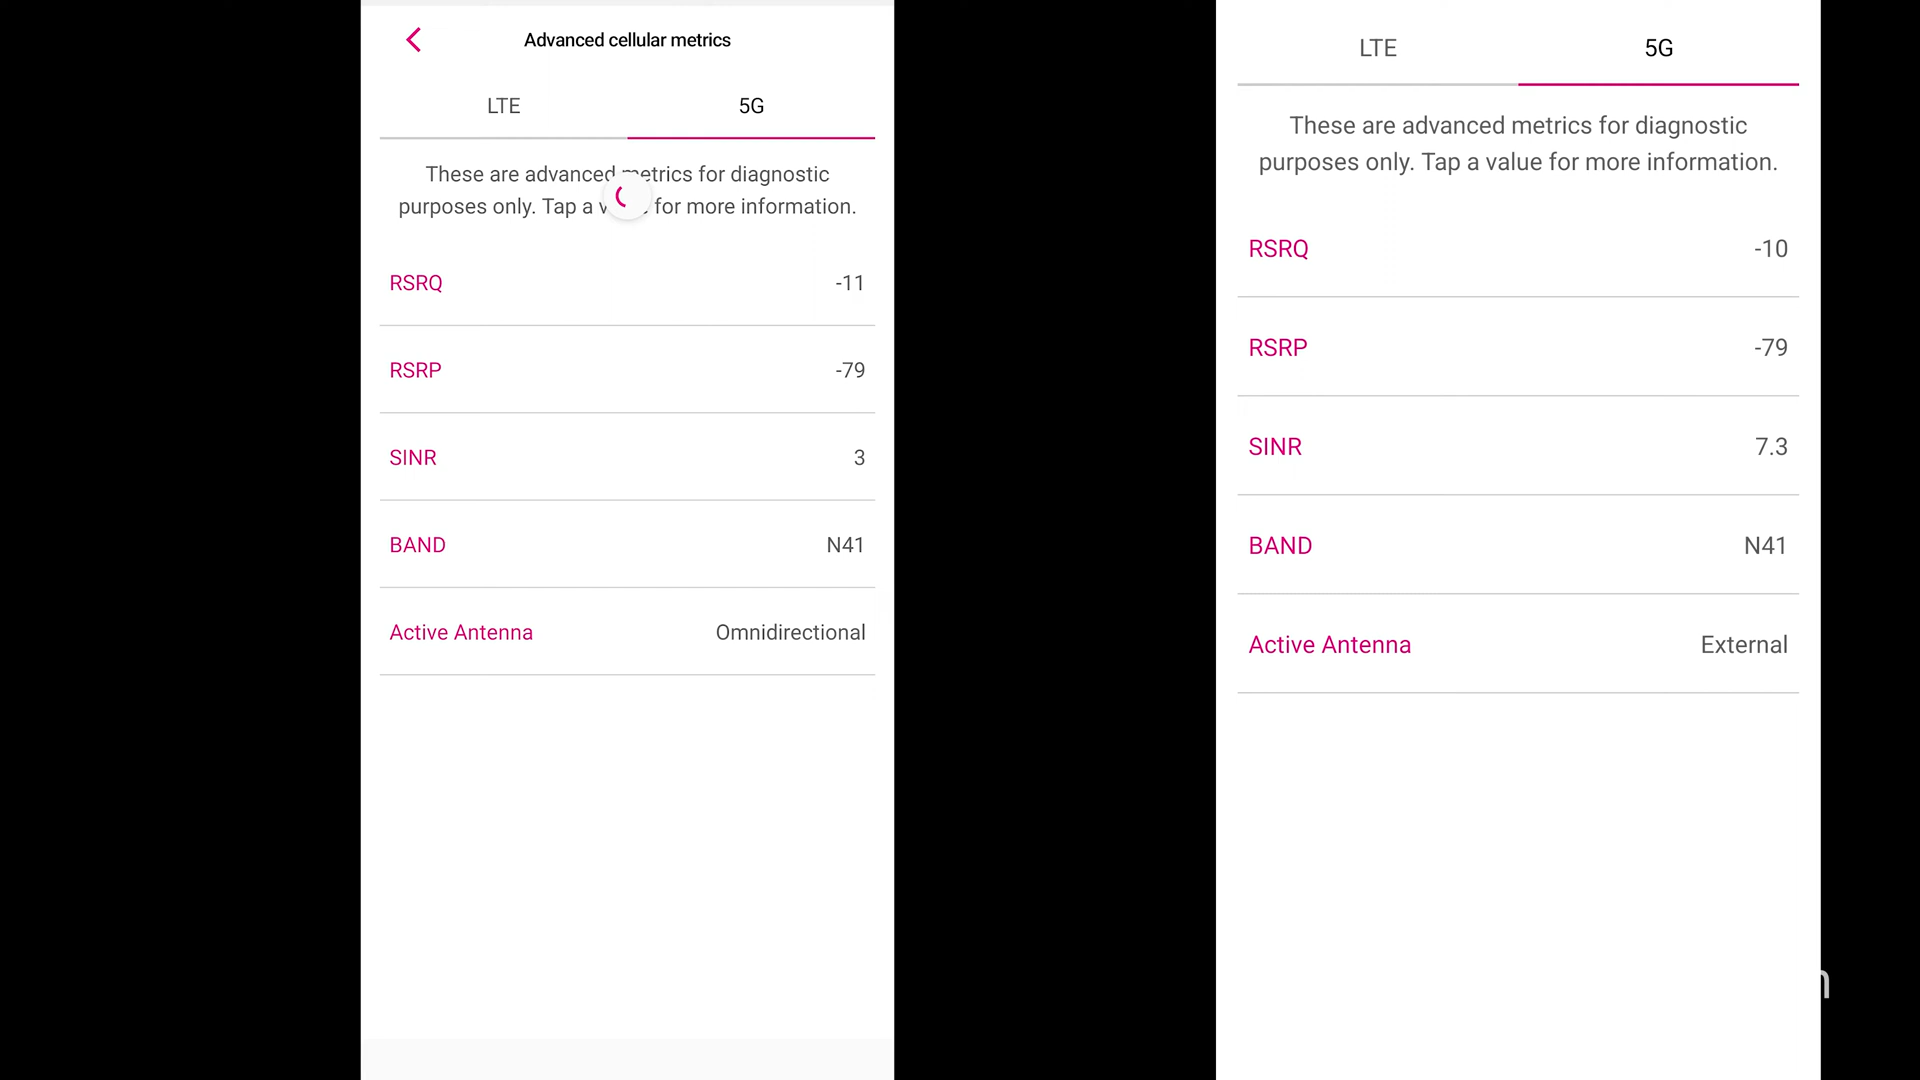 Advanced cellular metrics
LTE 5G
These are advanced metrics for diagnostic
purposes only. Tap a v for more information.
RSRQ -11
RSRP -79
SINR 3
BAND N41
Active Antenna Omnidirectional
LTE 5G
These are advanced metrics for diagnostic
purposes only. Tap a value for more information.
RSRQ -10
RSRP -79
SINR 7.3
BAND N41
Active Antenna External